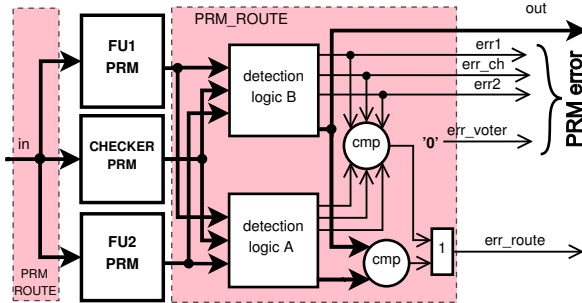 PRM_ROUTE
out
in
FU1
PRM
CHECKER
PRM
FU2
PRM
PRM
ROUTE
detection
logic B
detection
logic A
cmp
cmp
1
err1
err_ch
err2
'0'
err_voter
err_route
PRM error